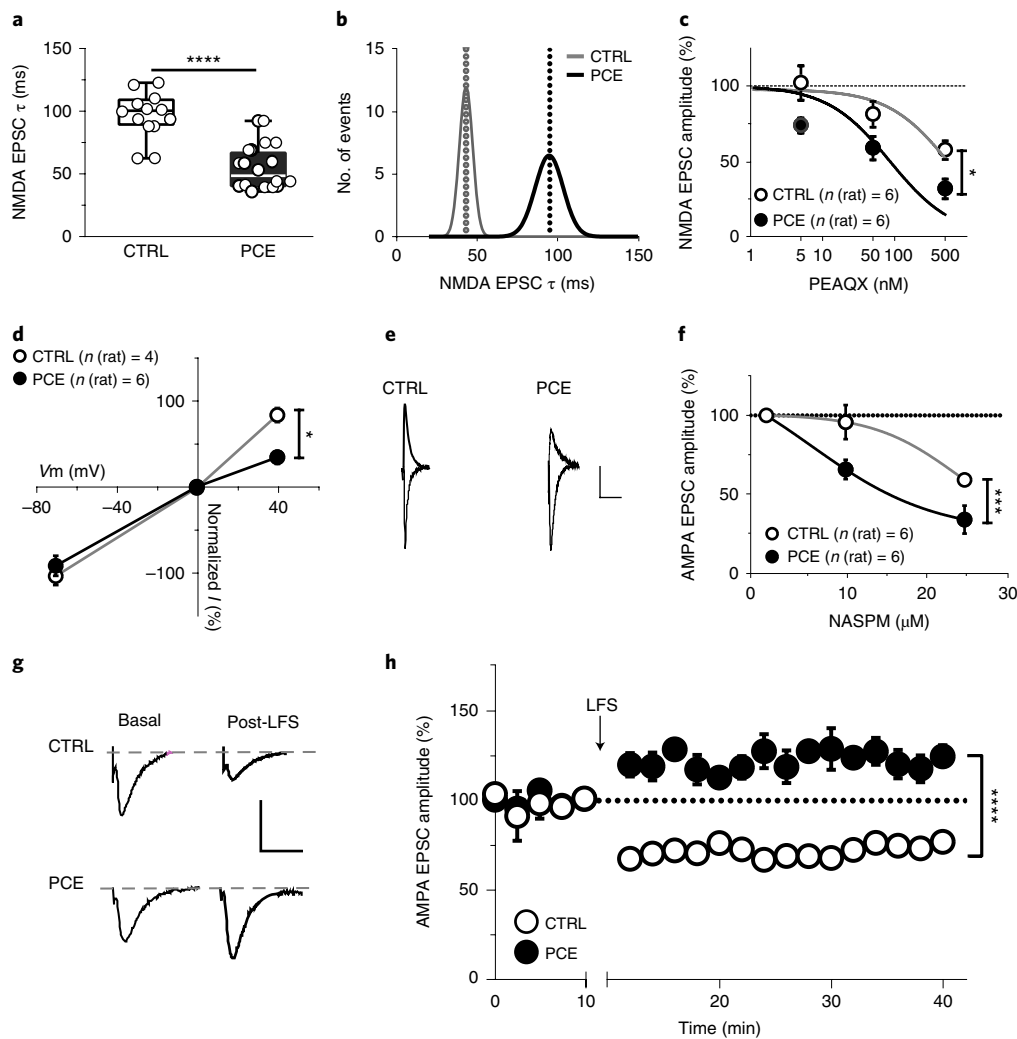 a
****
NMDA EPSC τ (ms)
150
100
50
0
CTRL
PCE
b
No. of events
15
10
5
0
CTRL
PCE
0
50
100
150
NMDA EPSC τ (ms)
c
NMDA EPSC amplitude (%)
100
50
0
CTRL (n (rat) = 6)
PCE (n (rat) = 6)
*
1
5
10
50
100
500
PEAQX (nM)
d
CTRL (n (rat) = 4)
PCE (n (rat) = 6)
100
*
Vm (mV)
−80
−40
0
40
−100
Normalized I (%)
e
CTRL
PCE
f
AMPA EPSC amplitude (%)
100
50
0
CTRL (n (rat) = 6)
PCE (n (rat) = 6)
***
0
10
20
30
NASPM (μM)
g
Basal
Post-LFS
CTRL
PCE
h
AMPA EPSC amplitude (%)
150
100
50
0
LFS
****
CTRL
PCE
0
10
20
30
40
Time (min)